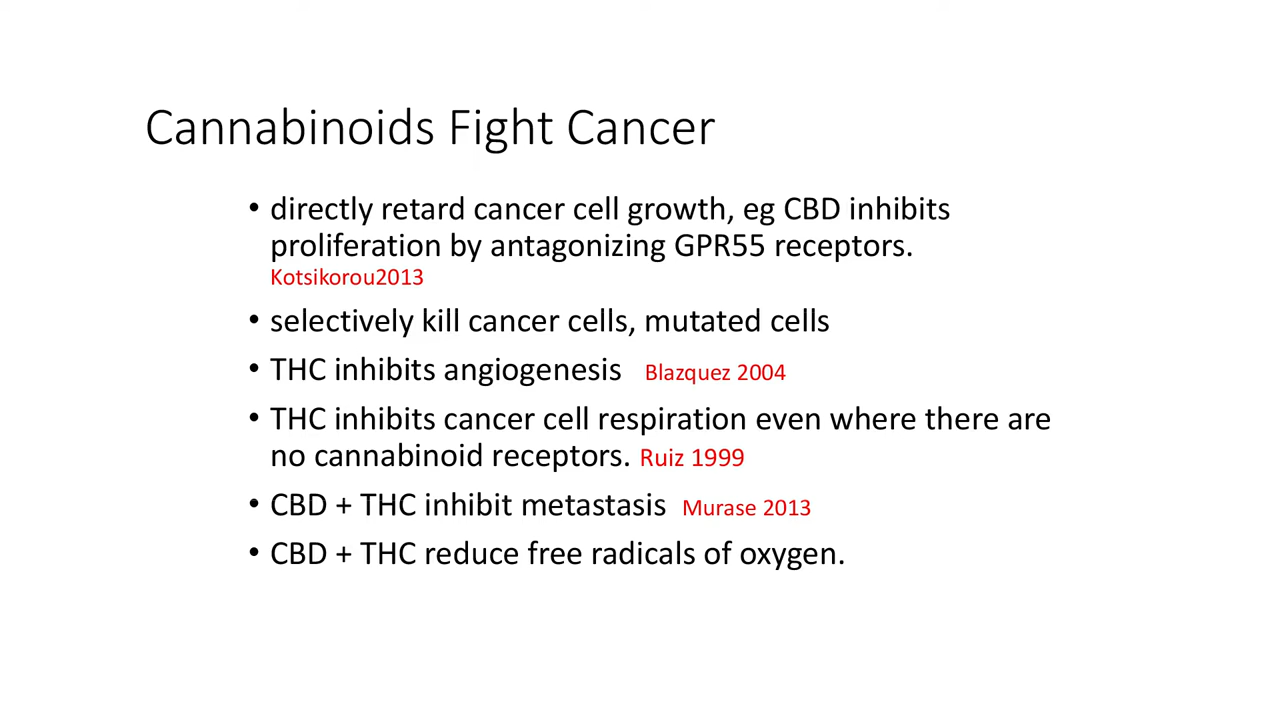 Cannabinoids Fight Cancer
• directly retard cancer cell growth, eg CBD inhibits
proliferation by antagonizing GPR55 receptors.
Kotsikorou2013
• selectively kill cancer cells, mutated cells
• THC inhibits angiogenesis Blazquez 2004
• THC inhibits cancer cell respiration even where there are
no cannabinoid receptors. Ruiz 1999
• CBD + THC inhibit metastasis Murase 2013
• CBD + THC reduce free radicals of oxygen.